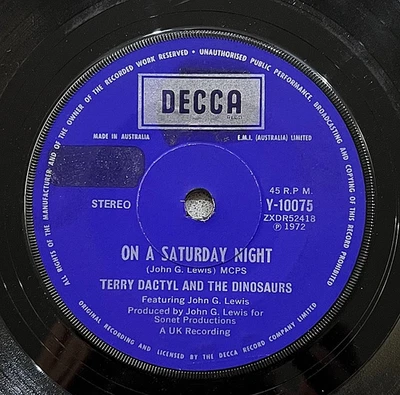 ALL RIGHTS OF THE MANUFACTURER AND OF THE OWNER OF THE RECORDED WORK RESERVED • UNAUTHORISED PUBLIC PERFORMANCE, BROADCASTING AND COPYING OF THIS RECORD PROHIBITED
DECCA
MADE IN AUSTRALIA
E.M.I. (AUSTRALIA) LIMITED
STEREO
45 R.P.M.
Y-10075
ZXDR52418
℗ 1972
ON A SATURDAY NIGHT
(John G. Lewis) MCPS
TERRY DACTYL AND THE DINOSAURS
Featuring John G. Lewis
Produced by John G. Lewis for
Sonet Productions
A UK Recording
ORIGINAL RECORDING AND LICENSED BY THE DECCA RECORD COMPANY LIMITED